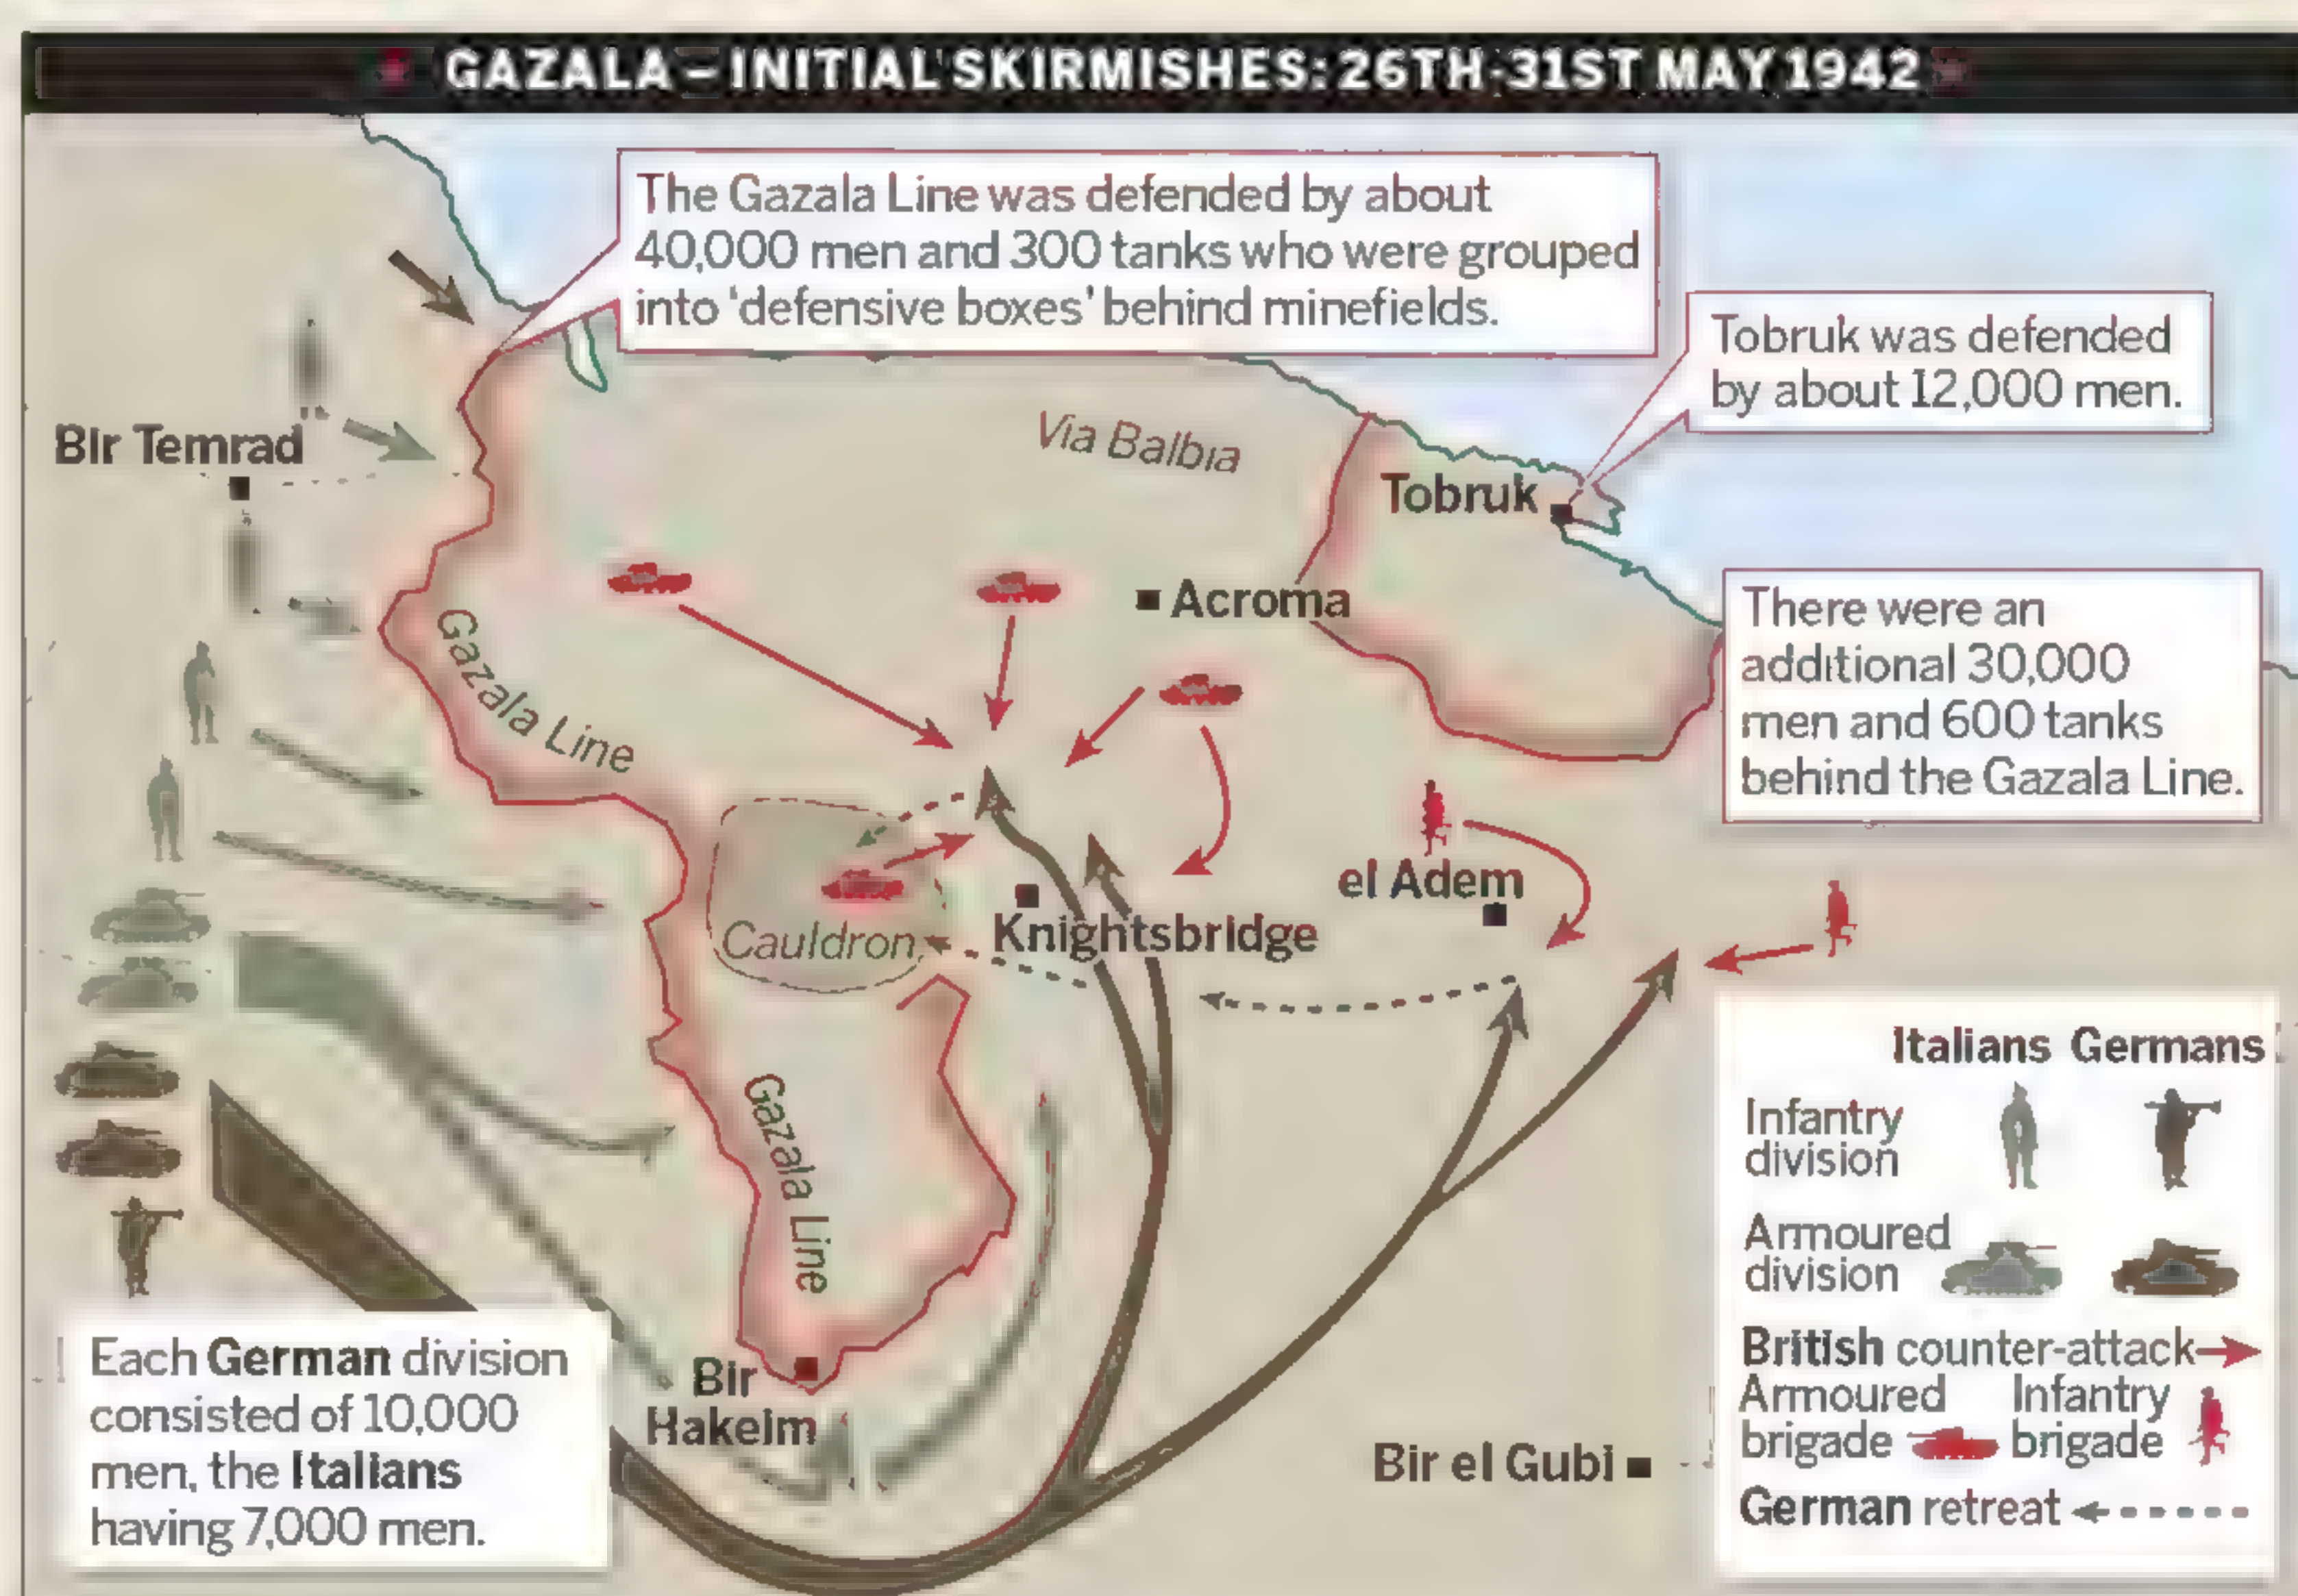 GAZALA – INITIAL SKIRMISHES: 26TH-31ST MAY 1942
The Gazala Line was defended by about
40,000 men and 300 tanks who were grouped
into ‘defensive boxes’ behind minefields.
Tobruk was defended
by about 12,000 men.
Bir Temrad
Via Balbia
Tobruk
Acroma
There were an
additional 30,000
men and 600 tanks
behind the Gazala Line.
Gazala Line
el Adem
Cauldron
Knightsbridge
Gazala Line
Bir
Hakeim
Bir el Gubi
Each German division
consisted of 10,000
men, the Italians
having 7,000 men.
Italians Germans
Infantry
division
Armoured
division
British counter-attack
Armoured Infantry
brigade brigade
German retreat